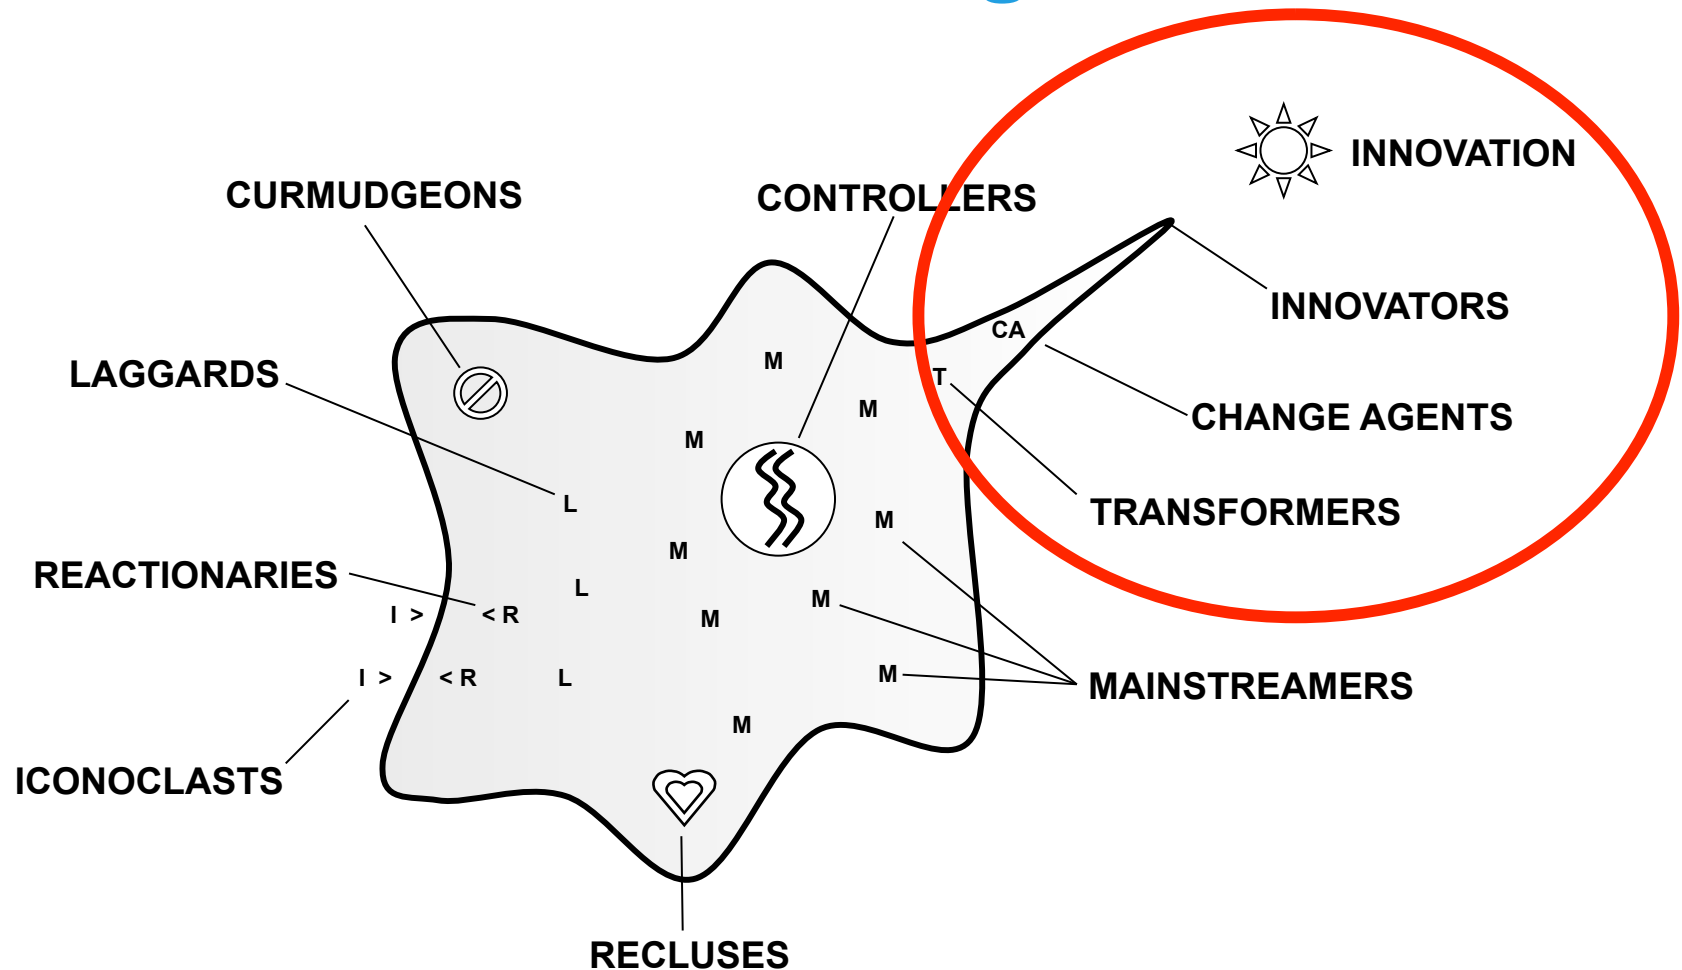 INNOVATION
CURMUDGEONS
CONTROLLERS
INNOVATORS
CA
M
LAGGARDS
T
M
CHANGE AGENTS
M
L
TRANSFORMERS
M
M
REACTIONARIES
L
M
I > < R
M
I > < R
L
M
MAINSTREAMERS
M
ICONOCLASTS
RECLUSES